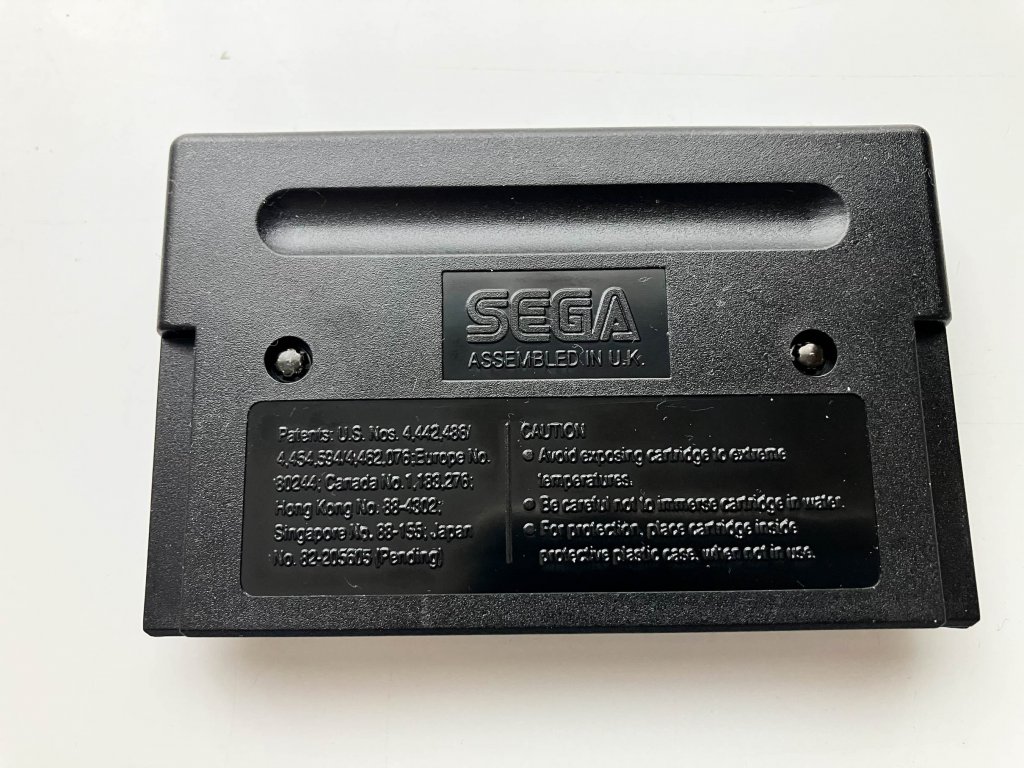 SEGA
ASSEMBLED IN U.K.
Patents: U.S. Nos. 4,442,486/
4,454,594/4,462,076;Europe No.
80244; Canada No. 1,183,276;
Hong Kong No. 88-4302;
Singapore No. 88-155; Japan
No. 82-205605 (Pending)
CAUTION
● Avoid exposing cartridge to extreme
temperatures.
● Be careful not to immerse cartridge in water.
● For protection, place cartridge inside
protective plastic case, when not in use.